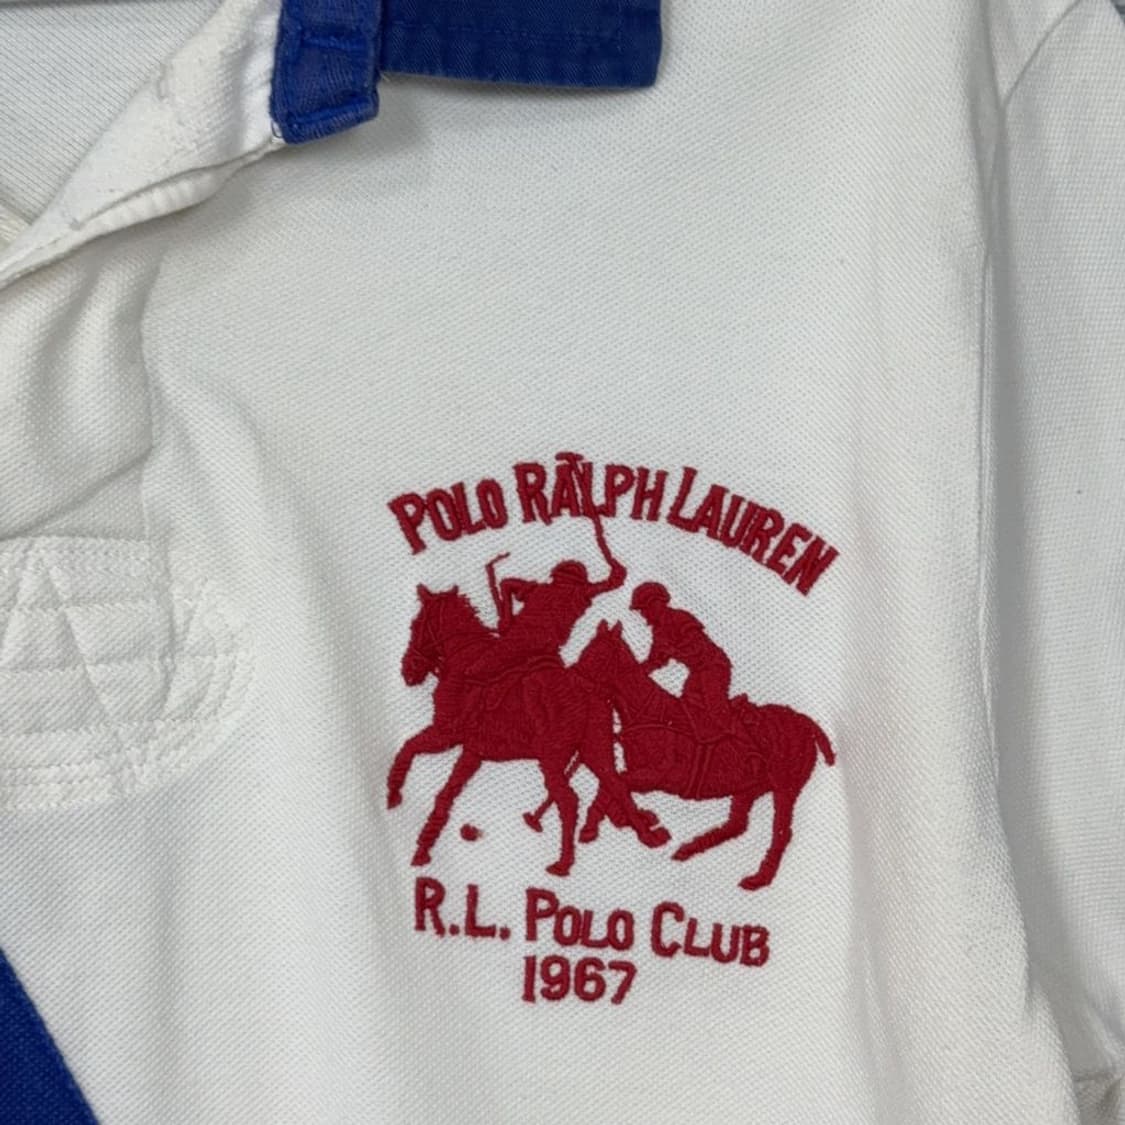 POLO RALPH LAUREN
R.L. POLO CLUB
1967